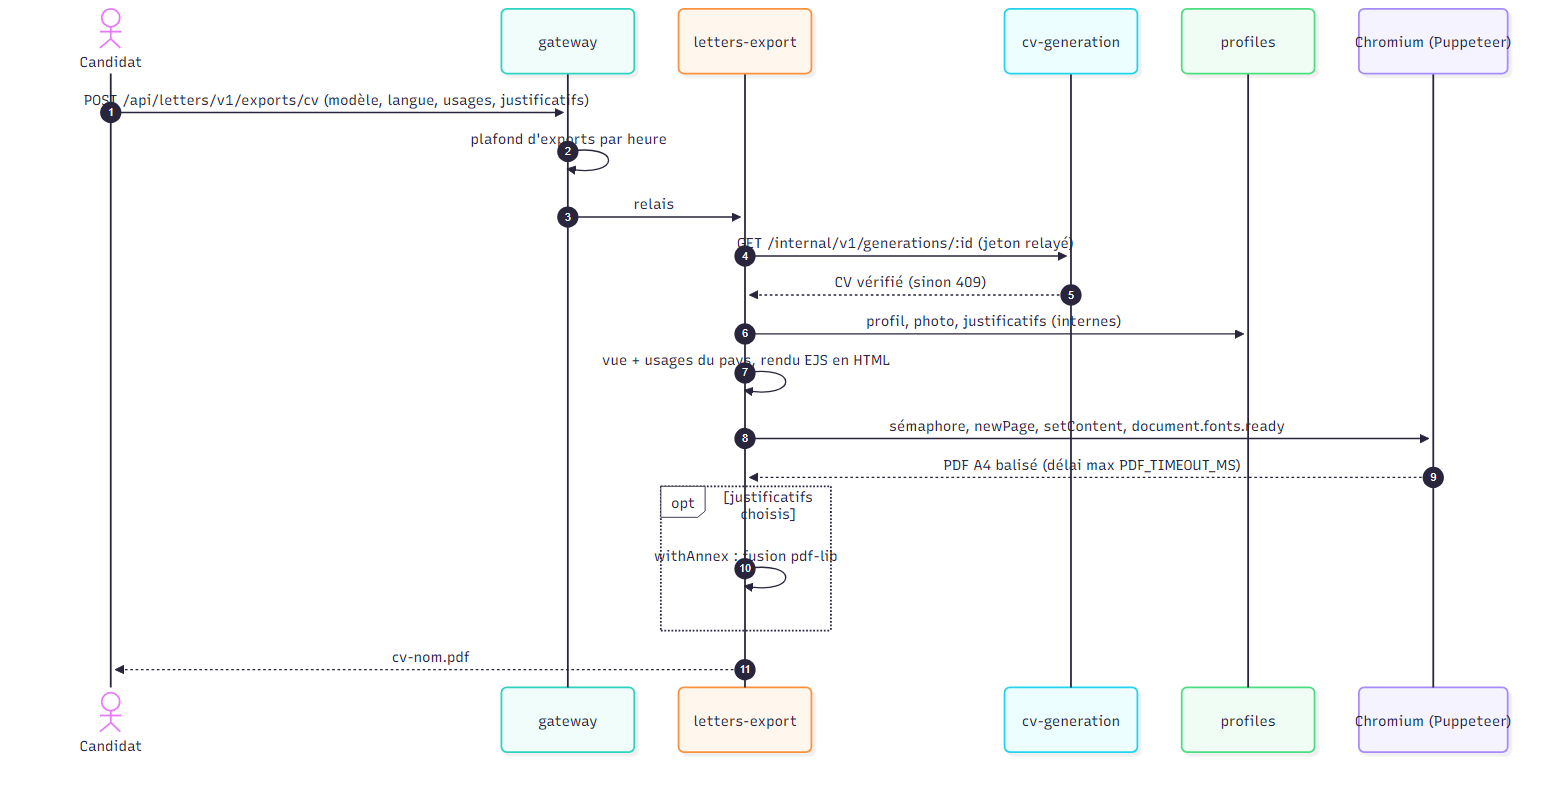 Candidat
gateway
letters-export
cv-generation
profiles
Chromium (Puppeteer)
POST /api/letters/v1/exports/cv (modèle, langue, usages, justificatifs)
1
plafond d'exports par heure
2
relais
3
GET /internal/v1/generations/:id (jeton relayé)
4
CV vérifié (sinon 409)
5
profil, photo, justificatifs (internes)
6
vue + usages du pays, rendu EJS en HTML
7
sémaphore, newPage, setContent, document.fonts.ready
8
PDF A4 balisé (délai max PDF_TIMEOUT_MS)
9
opt
[justificatifs
choisis]
withAnnex : fusion pdf-lib
10
cv-nom.pdf
11
Candidat
gateway
letters-export
cv-generation
profiles
Chromium (Puppeteer)